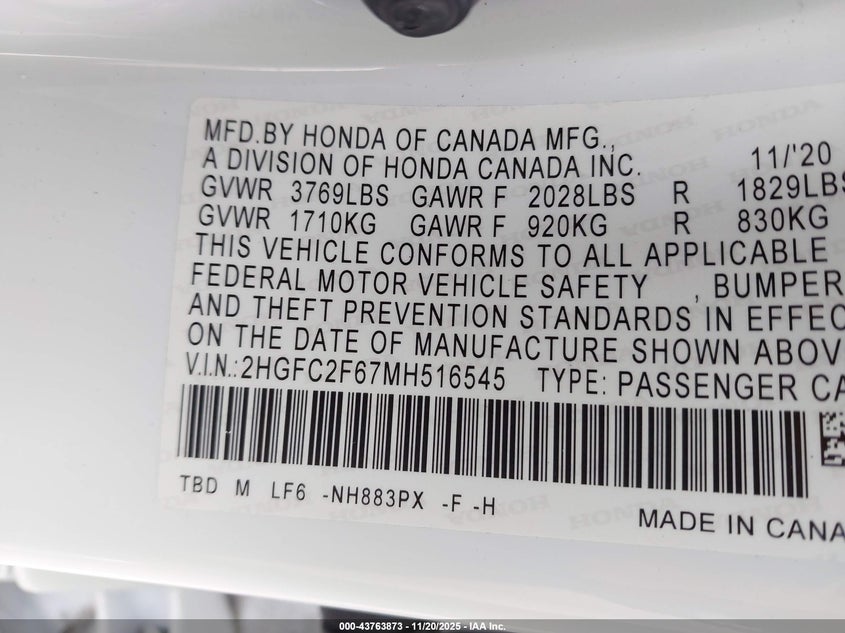 MFD.BY HONDA OF CANADA MFG.,
A DIVISION OF HONDA CANADA INC. 11/'20
GVWR 3769LBS GAWR F 2028LBS R 1829LBS
GVWR 1710KG GAWR F 920KG R 830KG
THIS VEHICLE CONFORMS TO ALL APPLICABLE
FEDERAL MOTOR VEHICLE SAFETY , BUMPER
AND THEFT PREVENTION STANDARDS IN EFFEC
ON THE DATE OF MANUFACTURE SHOWN ABOV
V.I.N.:2HGFC2F67MH516545 TYPE: PASSENGER CA
TBD M LF6 -NH883PX -F -H
MADE IN CANA
000-43763873 — 11/20/2025 — IAA Inc.